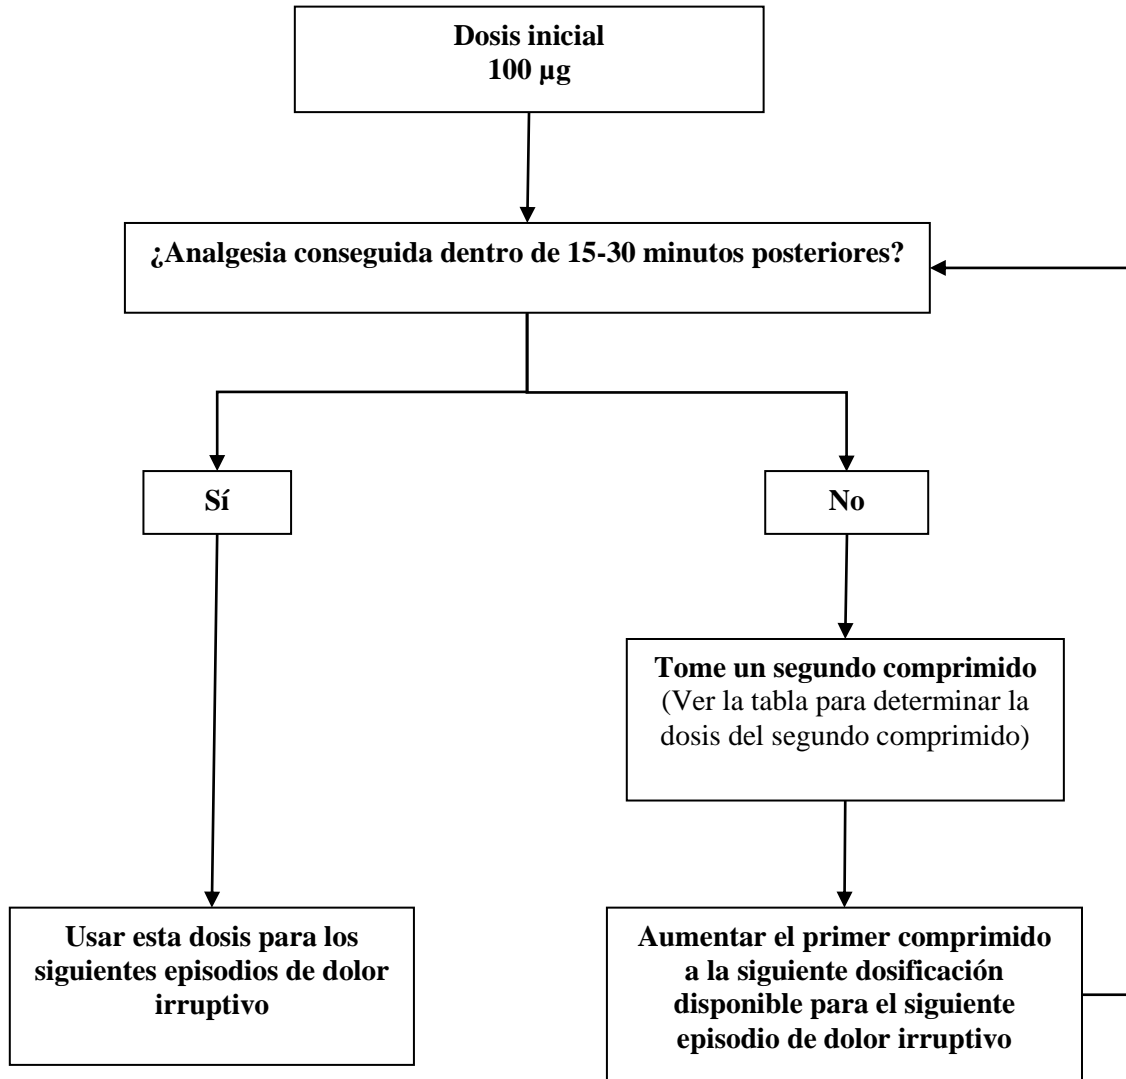 Dosis inicial
100 µg
¿Analgesia conseguida dentro de 15-30 minutos posteriores?
Sí
No
Tome un segundo comprimido
(Ver la tabla para determinar la
dosis del segundo comprimido)
Usar esta dosis para los
siguientes episodios de dolor
irruptivo
Aumentar el primer comprimido
a la siguiente dosificación
disponible para el siguiente
episodio de dolor irruptivo